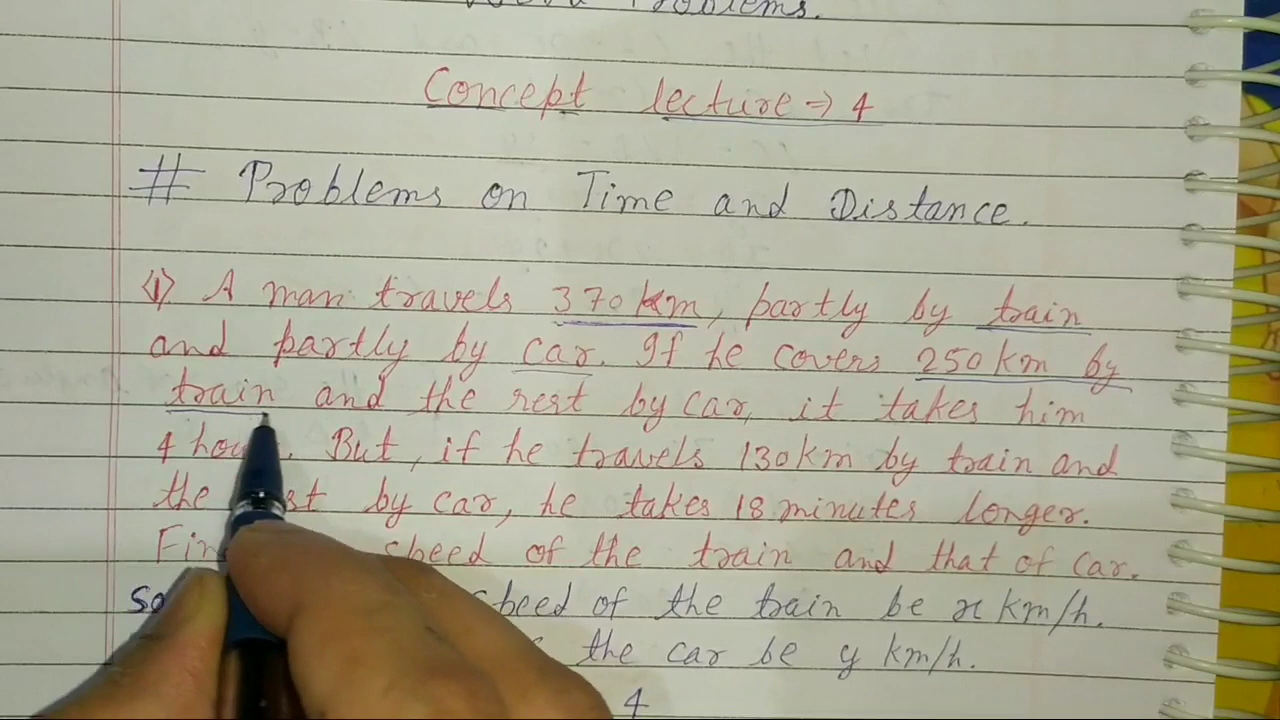 Problems.
Concept lecture → 4
# Problems on Time and Distance.
(1) A man travels 370 km, partly by train
and partly by car. If he covers 250 km by
train and the rest by car, it takes him
4 . But, if he travels 130km by train and
the by car, he takes 18 minutes longer.
speed of the train and that of car.
speed of the train be x km/h.
the car be y km/h.
4